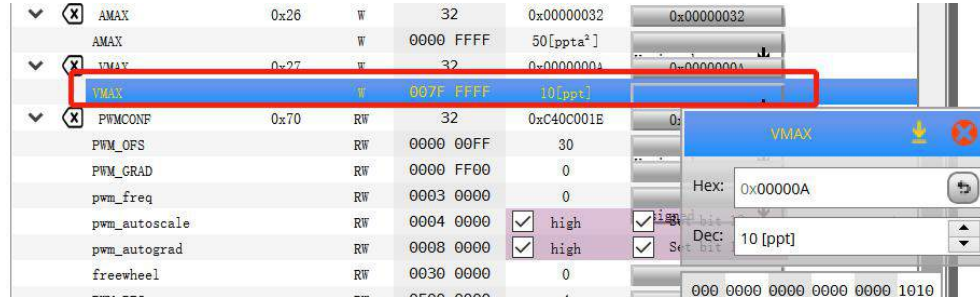 AMAX 0x26 W 32 0x00000032 0x00000032
AMAX W 0000 FFFF 50[ppta²]
VMAX 0x27 W 32 0x0000000A 0x0000000A
VMAX W 007F FFFF 10[ppt]
PWMCONF 0x70 RW 32 0xC40C001E
PWM_OFS RW 0000 00FF 30
PWM_GRAD RW 0000 FF00 0
pwm_freq RW 0003 0000 0
pwm_autoscale RW 0004 0000 high
pwm_autograd RW 0008 0000 high
freewheel RW 0030 0000 0
VMAX
Hex: 0x00000A
Dec: 10 [ppt]
000 0000 0000 0000 0000 1010